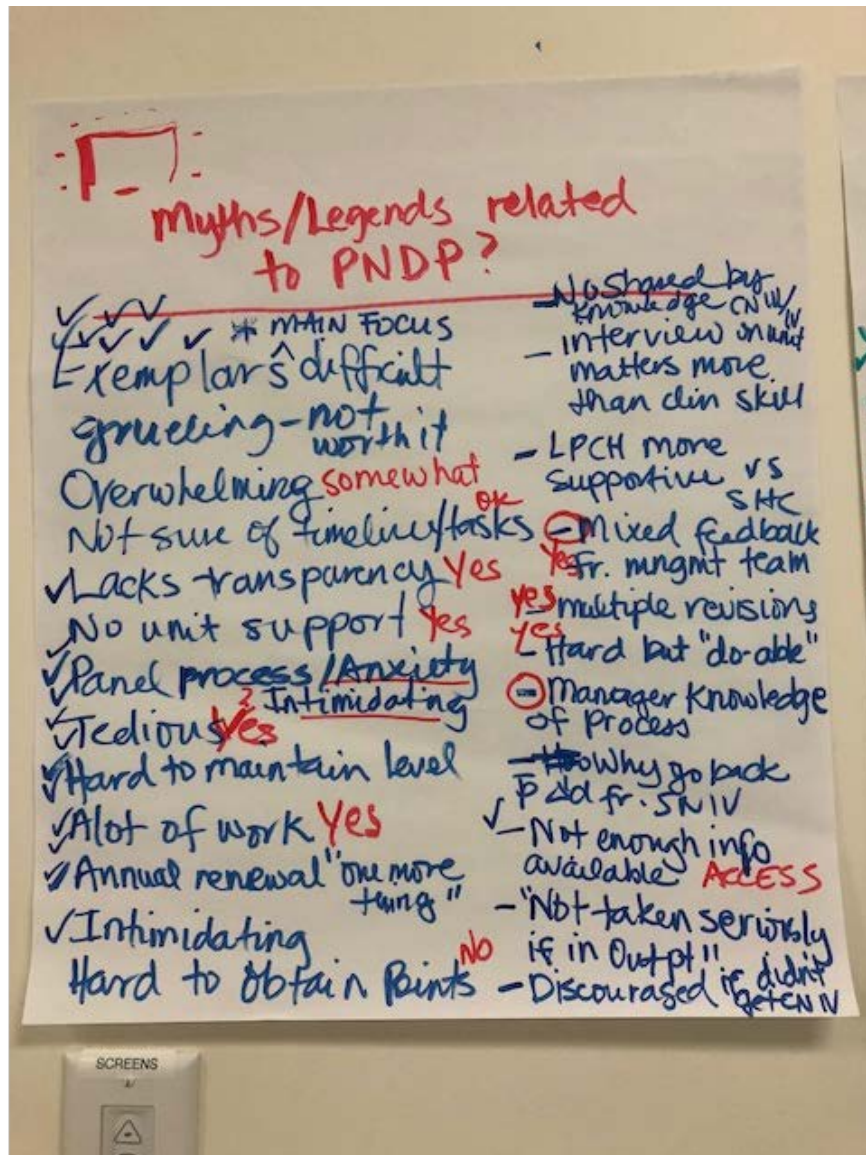 Myths/Legends related
to PNDP?
* MAIN FOCUS
Exemplars difficult
grueling - not
worth it
Overwhelming somewhat
Not sure of timeline/tasks OK
Lacks transparency Yes
No unit support Yes
Panel process/Anxiety
Intimidating
Tedious Yes
Hard to maintain level
Alot of work Yes
Annual renewal "one more
thing"
Intimidating
Hard to Obtain Points No
- No Shared by
Knowledge CN III/
IV
- interview on unit
matters more
than clin skill
- LPCH more
supportive vs
SHC
- Mixed feedback
Yes fr. mngmt team
yes - multiple revisions
yes - Hard but "do-able"
- Manager Knowledge
of Process
- Why go back
fr. SNIV
- Not enough info
available ACCESS
- "Not taken seriously
if in Outpt"
- Discouraged if didn't
get CN IV
SCREENS